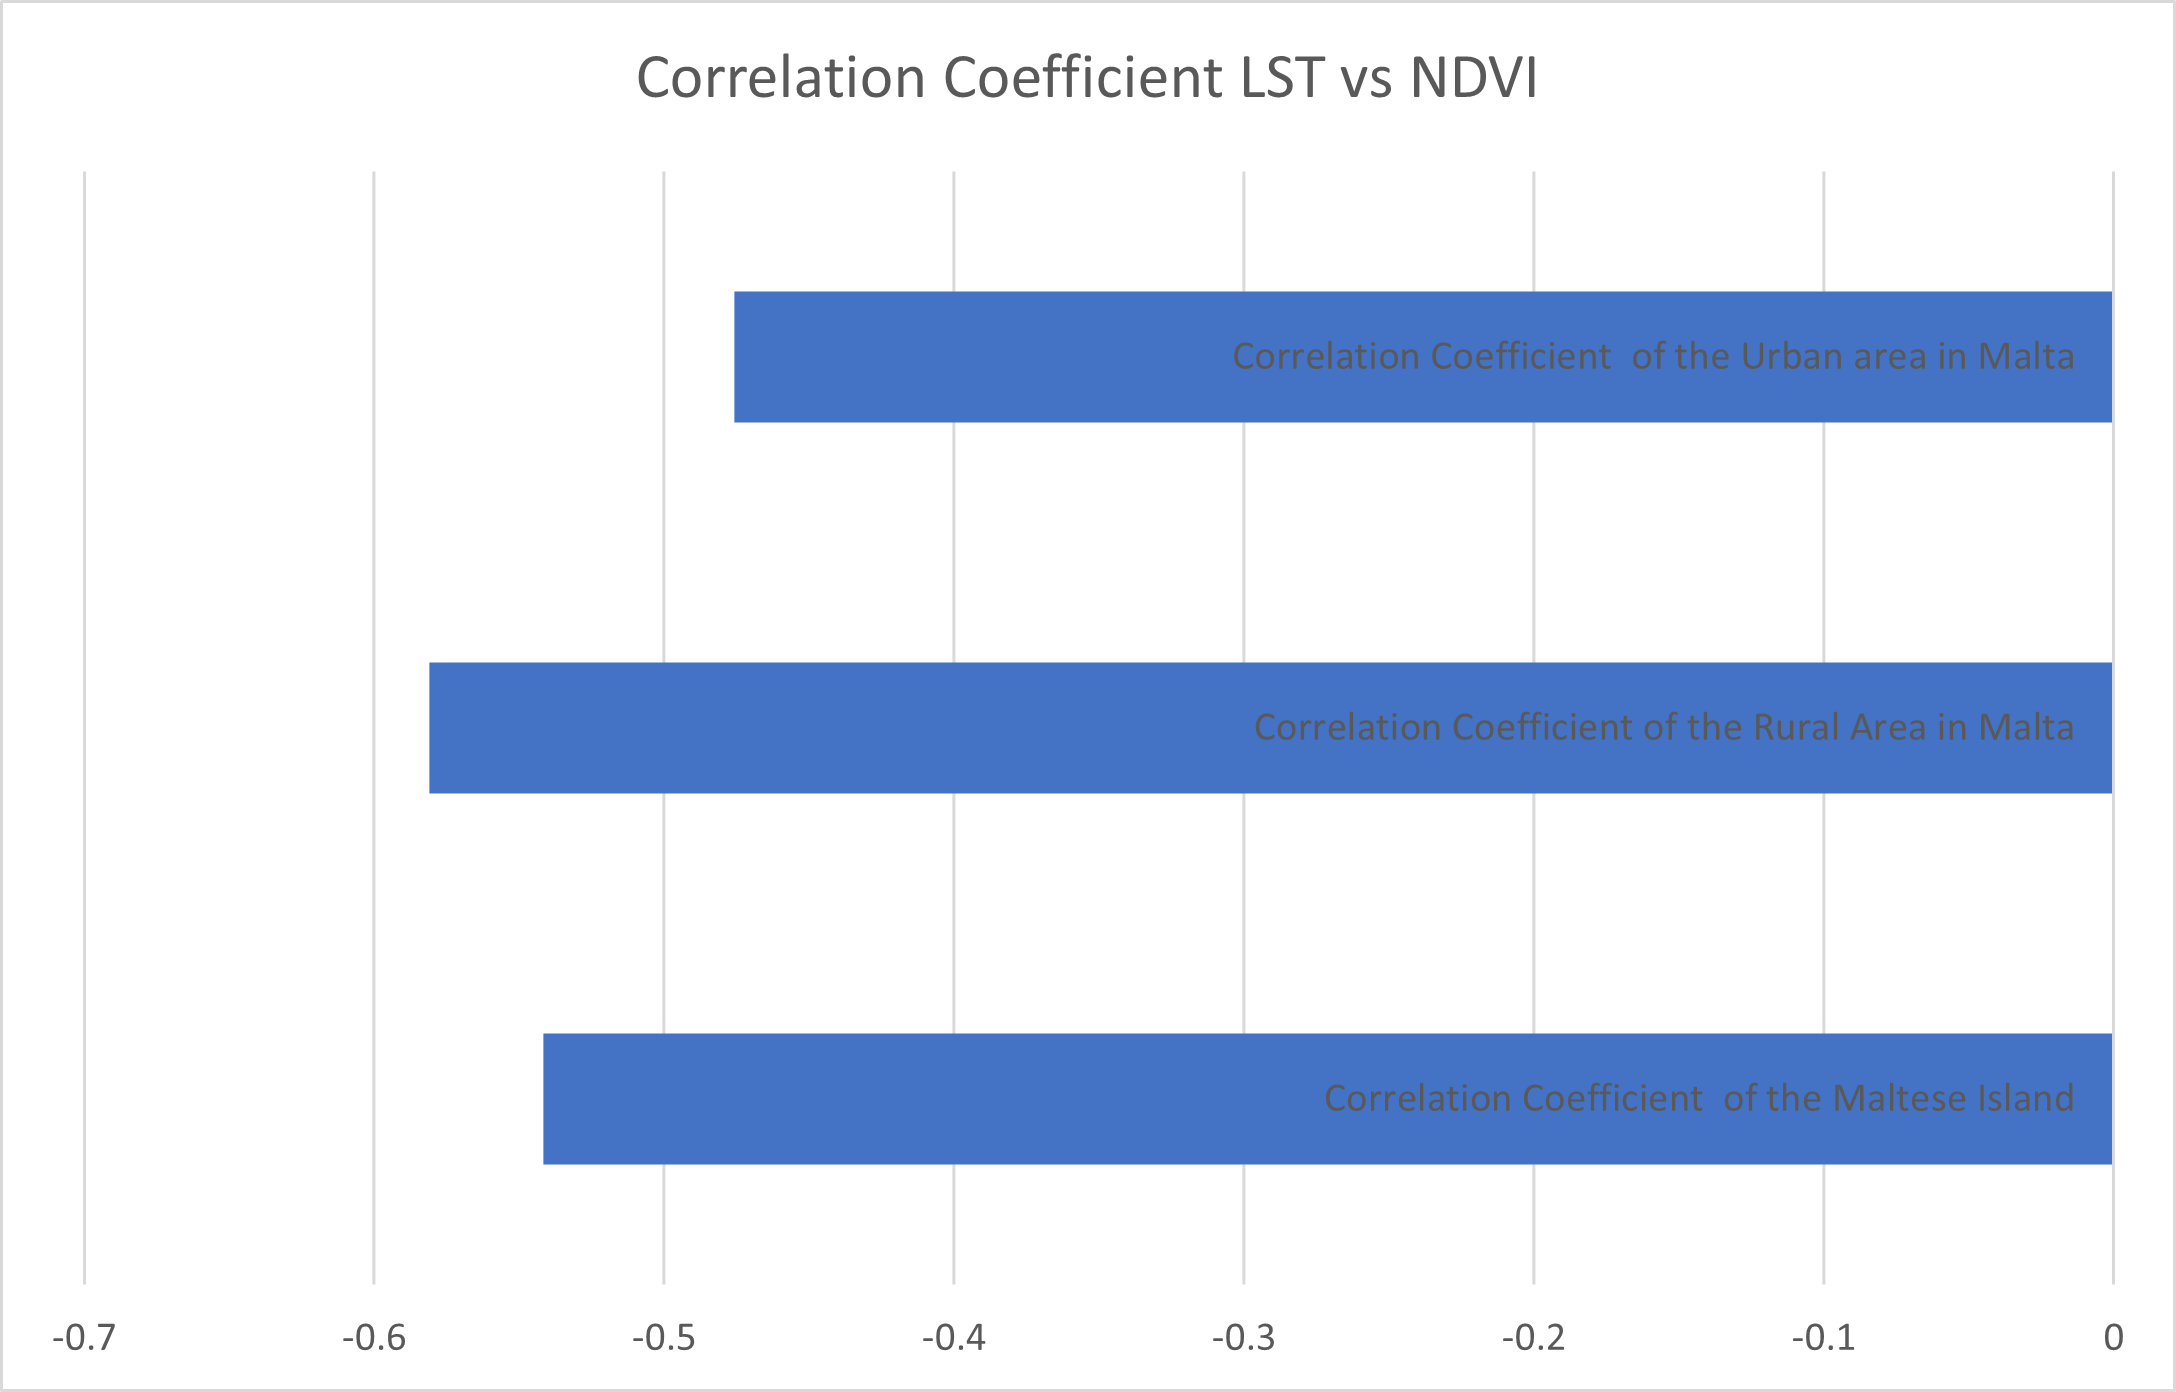 Correlation Coefficient LST vs NDVI
Correlation Coefficient  of the Urban area in Malta
Correlation Coefficient of the Rural Area in Malta
Correlation Coefficient  of the Maltese Island
-0.7 -0.6 -0.5 -0.4 -0.3 -0.2 -0.1 0